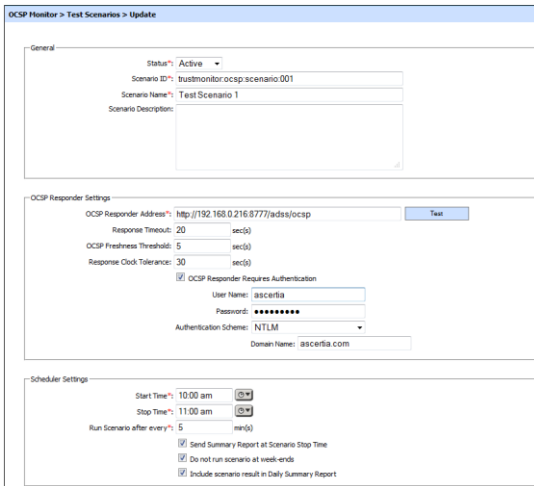 OCSP Monitor > Test Scenarios > Update
General
Status*: Active
Scenario ID*: trustmonitor:ocsp:scenario:001
Scenario Name*: Test Scenario 1
Scenario Description:
OCSP Responder Settings
OCSP Responder Address*: http://192.168.0.216:8777/adss/ocsp Test
Response Timeout: 20 sec(s)
OCSP Freshness Threshold: 5 sec(s)
Response Clock Tolerance: 30 sec(s)
OCSP Responder Requires Authentication
User Name: ascertia
Password: •••••••••
Authentication Scheme: NTLM
Domain Name: ascertia.com
Scheduler Settings
Start Time*: 10:00 am
Stop Time*: 11:00 am
Run Scenario after every*: 5 min(s)
Send Summary Report at Scenario Stop Time
Do not run scenario at week-ends
Include scenario result in Daily Summary Report